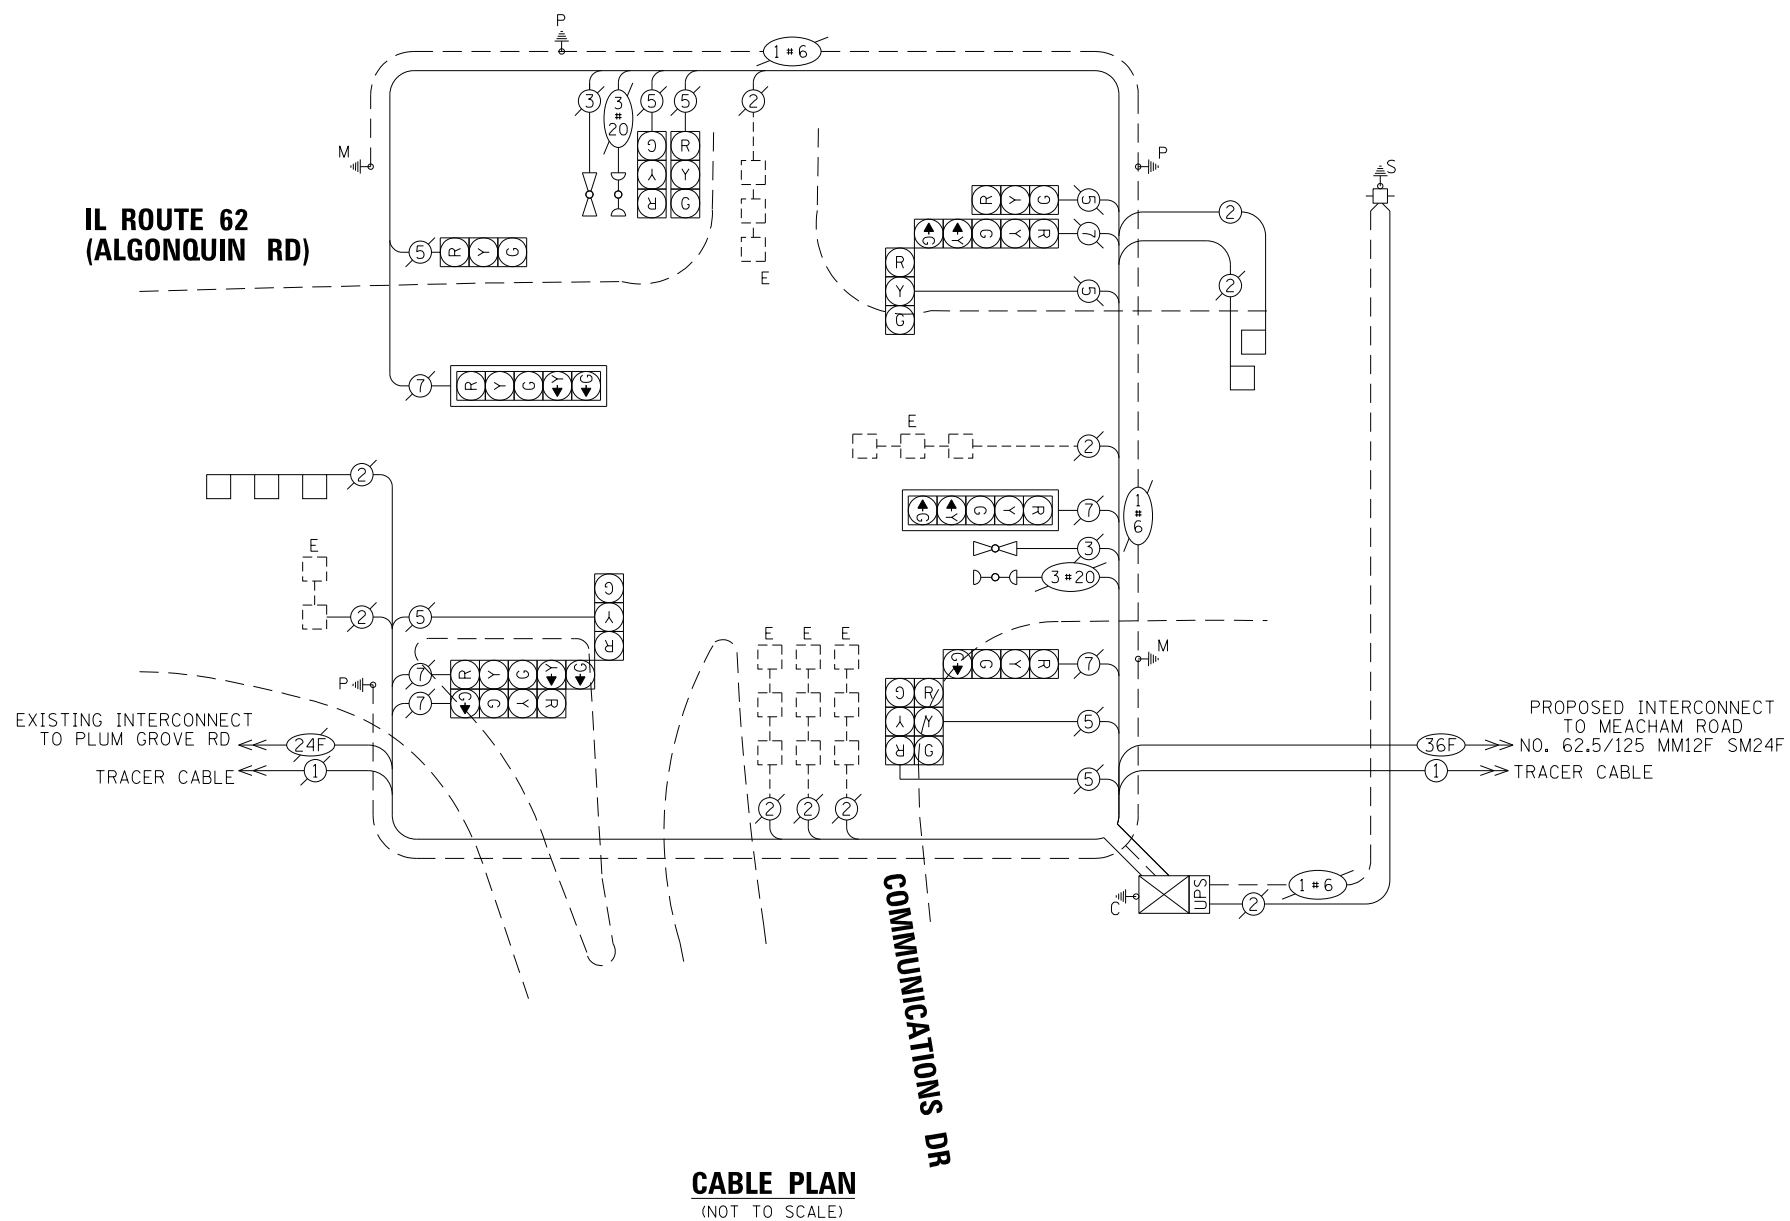 P
1 #6
3
3
#
20
5
5
2
G
Y
R
R
Y
G
M
P
S
IL ROUTE 62
(ALGONQUIN RD)
5
R Y G
E
R Y G
5
2
G Y G Y R
7
R
Y
G
5
2
7
R Y G Y G
E
2
2
G Y G Y R
7
1
#
6
3
3 #20
E
2
5
G
Y
R
E
E
E
7
R Y G Y G
7
G G Y R
P
G G Y R
7
M
G
Y
R
R
Y
G
5
5
EXISTING INTERCONNECT
TO PLUM GROVE RD
24F
TRACER CABLE
1
PROPOSED INTERCONNECT
TO MEACHAM ROAD
36F
NO. 62.5/125 MM12F SM24F
1
TRACER CABLE
2
2
2
C
UPS
1 #6
2
COMMUNICATIONS DR
CABLE PLAN
(NOT TO SCALE)